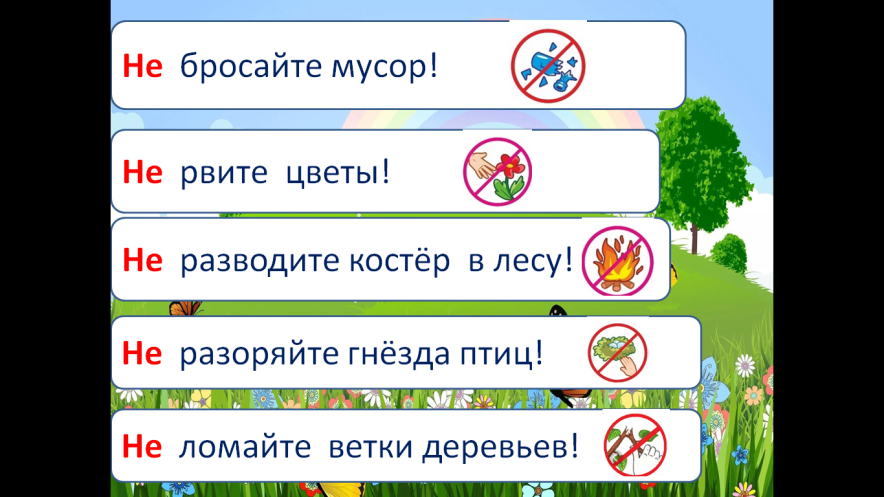 Не бросайте мусор!
Не рвите цветы!
Не разводите костёр в лесу!
Не разоряйте гнёзда птиц!
Не ломайте ветки деревьев!